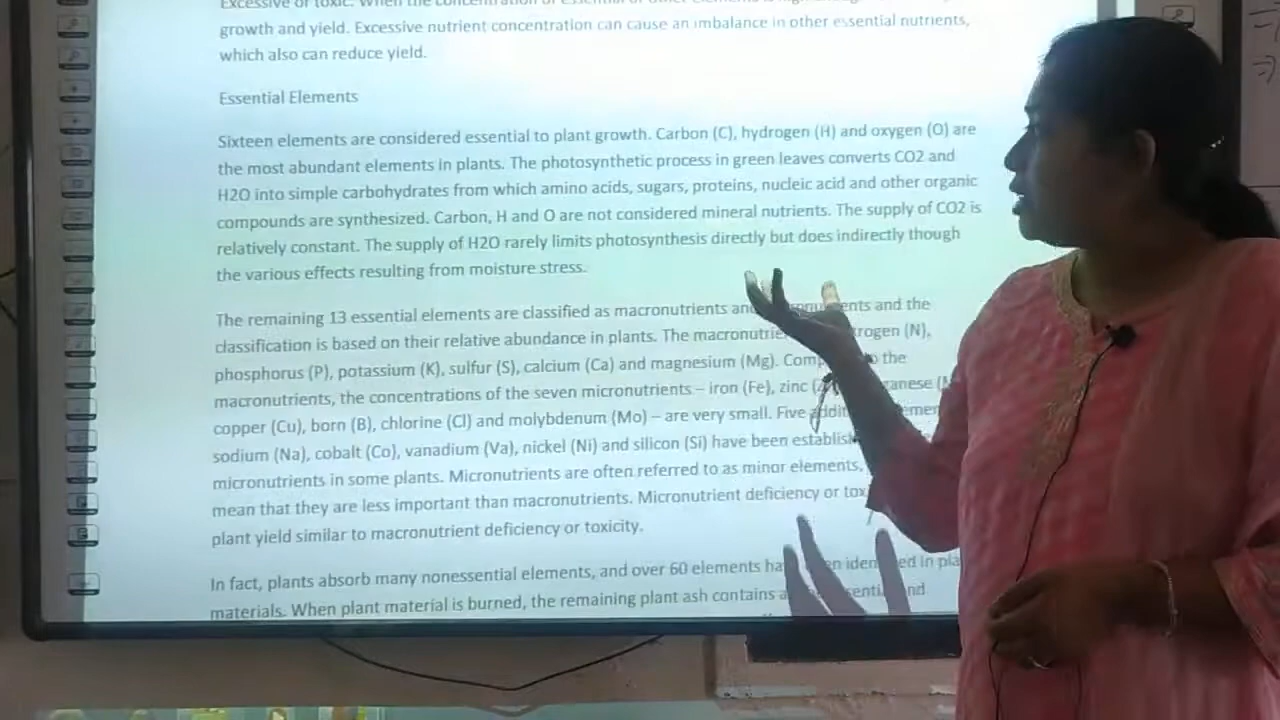 growth and yield. Excessive nutrient concentration can cause an imbalance in other essential nutrients,
which also can reduce yield.
Essential Elements
Sixteen elements are considered essential to plant growth. Carbon (C), hydrogen (H) and oxygen (O) are
the most abundant elements in plants. The photosynthetic process in green leaves converts CO2 and
H2O into simple carbohydrates from which amino acids, sugars, proteins, nucleic acid and other organic
compounds are synthesized. Carbon, H and O are not considered mineral nutrients. The supply of CO2 is
relatively constant. The supply of H2O rarely limits photosynthesis directly but does indirectly though
the various effects resulting from moisture stress.
The remaining 13 essential elements are classified as macronutrients and and the
classification is based on their relative abundance in plants. The (N),
phosphorus (P), potassium (K), sulfur (S), calcium (Ca) and magnesium (Mg). the
macronutrients, the concentrations of the seven micronutrients – iron (Fe), zinc
copper (Cu), born (B), chlorine (Cl) and molybdenum (Mo) – are very small. Five
sodium (Na), cobalt (Co), vanadium (Va), nickel (Ni) and silicon (Si) have been
micronutrients in some plants. Micronutrients are often referred to as minor elements,
mean that they are less important than macronutrients. Micronutrient deficiency or
plant yield similar to macronutrient deficiency or toxicity.
In fact, plants absorb many nonessential elements, and over 60 elements in
materials. When plant material is burned, the remaining plant ash contains